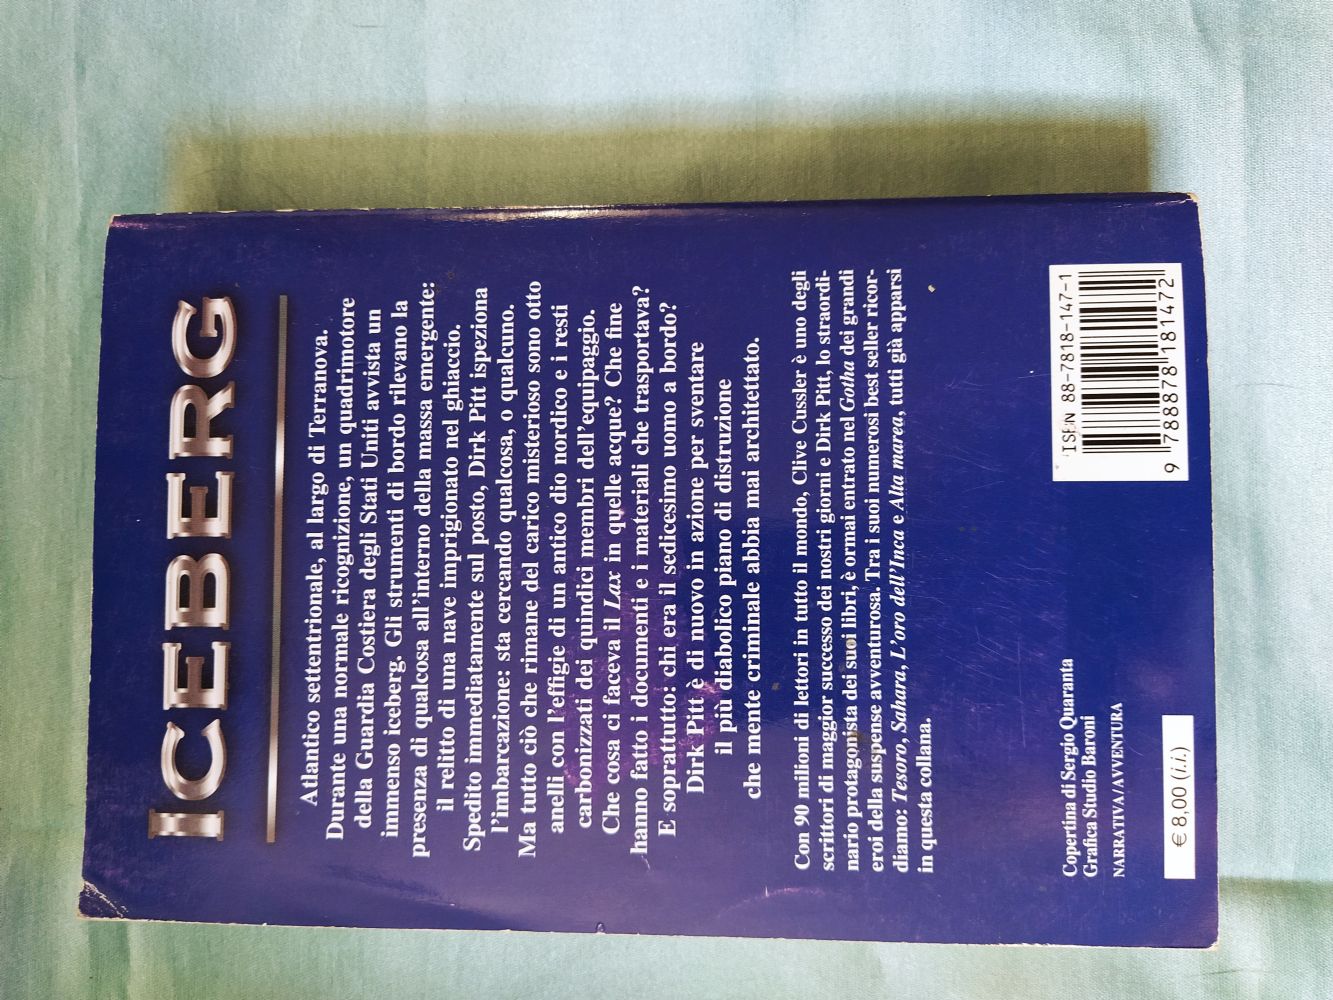 ICEBERG
Atlantico settentrionale, al largo di Terranova.
Durante una normale ricognizione, un quadrimotore
della Guardia Costiera degli Stati Uniti avvista un
immenso iceberg. Gli strumenti di bordo rilevano la
presenza di qualcosa all'interno della massa emergente:
il relitto di una nave imprigionato nel ghiaccio.
Spedito immediatamente sul posto, Dirk Pitt ispeziona
l'imbarcazione: sta cercando qualcosa, o qualcuno.
Ma tutto ciò che rimane del carico misterioso sono otto
anelli con l'effigie di un antico dio nordico e i resti
carbonizzati dei quindici membri dell'equipaggio.
Che cosa ci faceva il Lax in quelle acque? Che fine
hanno fatto i documenti e i materiali che trasportava?
E soprattutto: chi era il sedicesimo uomo a bordo?
Dirk Pitt è di nuovo in azione per sventare
il più diabolico piano di distruzione
che mente criminale abbia mai architettato.
Con 90 milioni di lettori in tutto il mondo, Clive Cussler è uno degli
scrittori di maggior successo dei nostri giorni e Dirk Pitt, lo straordi-
nario protagonista dei suoi libri, è ormai entrato nel Gotha dei grandi
eroi della suspense avventurosa. Tra i suoi numerosi best seller ricor-
diamo: Tesoro, Sahara, L'oro dell'Inca e Alta marea, tutti già apparsi
in questa collana.
Copertina di Sergio Quaranta
Grafica Studio Baroni
NARRATIVA/AVVENTURA
€ 8,00 (i.i.)
ISBN 88-7818-147-1
9 788878 181472